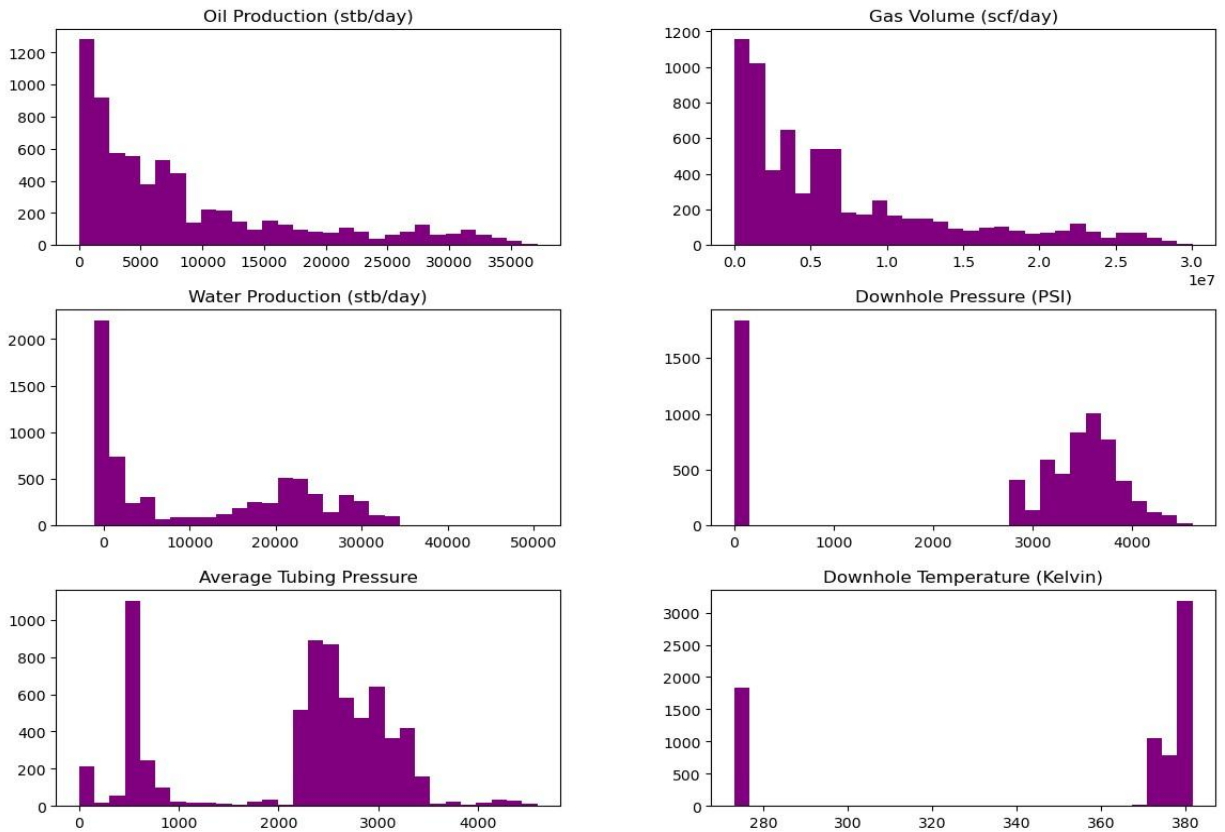 Oil Production (stb/day)
1200
1000
800
600
400
200
0
0 5000 10000 15000 20000 25000 30000 35000
Gas Volume (scf/day)
1200
1000
800
600
400
200
0
0.0 0.5 1.0 1.5 2.0 2.5 3.0
1e7
Water Production (stb/day)
2000
1500
1000
500
0
0 10000 20000 30000 40000 50000
Downhole Pressure (PSI)
1500
1000
500
0
0 1000 2000 3000 4000
Average Tubing Pressure
1000
800
600
400
200
0
0 1000 2000 3000 4000
Downhole Temperature (Kelvin)
3000
2500
2000
1500
1000
500
0
280 300 320 340 360 380